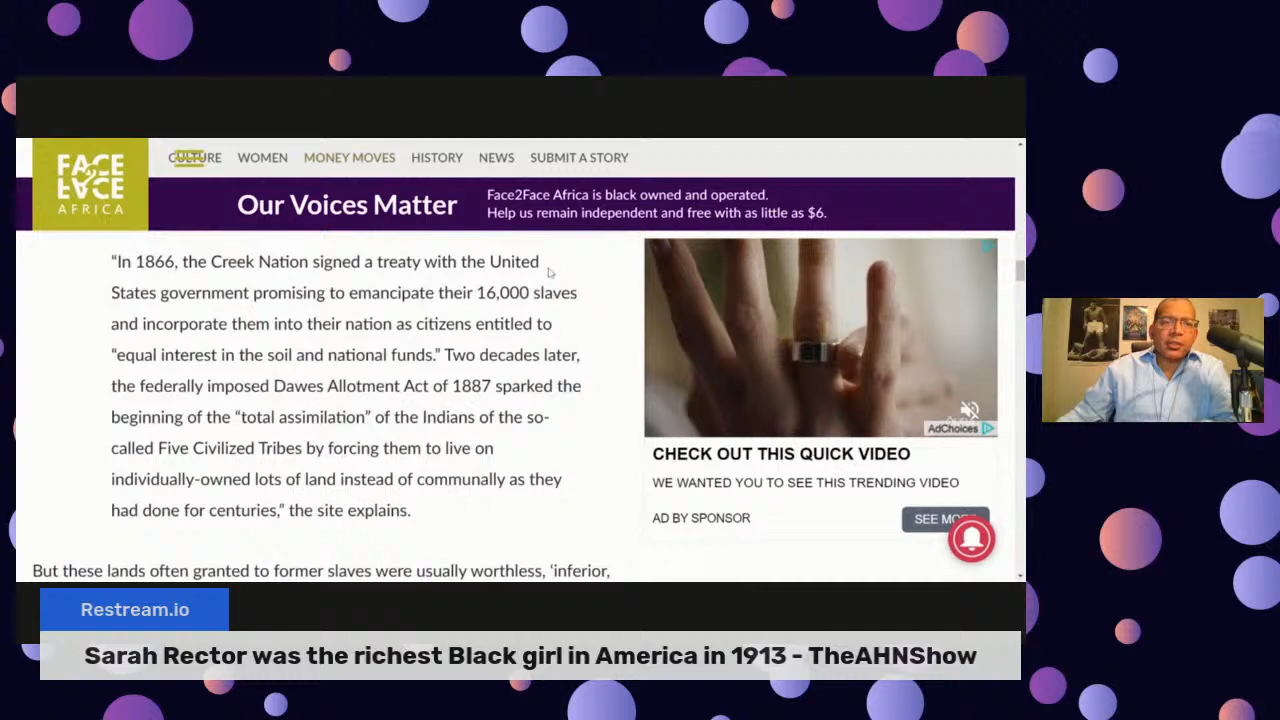 FACE
2
FACE
AFRICA
CULTURE WOMEN MONEY MOVES HISTORY NEWS SUBMIT A STORY
Our Voices Matter
Face2Face Africa is black owned and operated.
Help us remain independent and free with as little as $6.
“In 1866, the Creek Nation signed a treaty with the United
States government promising to emancipate their 16,000 slaves
and incorporate them into their nation as citizens entitled to
“equal interest in the soil and national funds.” Two decades later,
the federally imposed Dawes Allotment Act of 1887 sparked the
beginning of the “total assimilation” of the Indians of the so-
called Five Civilized Tribes by forcing them to live on
individually-owned lots of land instead of communally as they
had done for centuries,” the site explains.
But these lands often granted to former slaves were usually worthless, ‘inferior,
AdChoices
CHECK OUT THIS QUICK VIDEO
WE WANTED YOU TO SEE THIS TRENDING VIDEO
AD BY SPONSOR
SEE MORE
Restream.io
Sarah Rector was the richest Black girl in America in 1913 - TheAHNShow